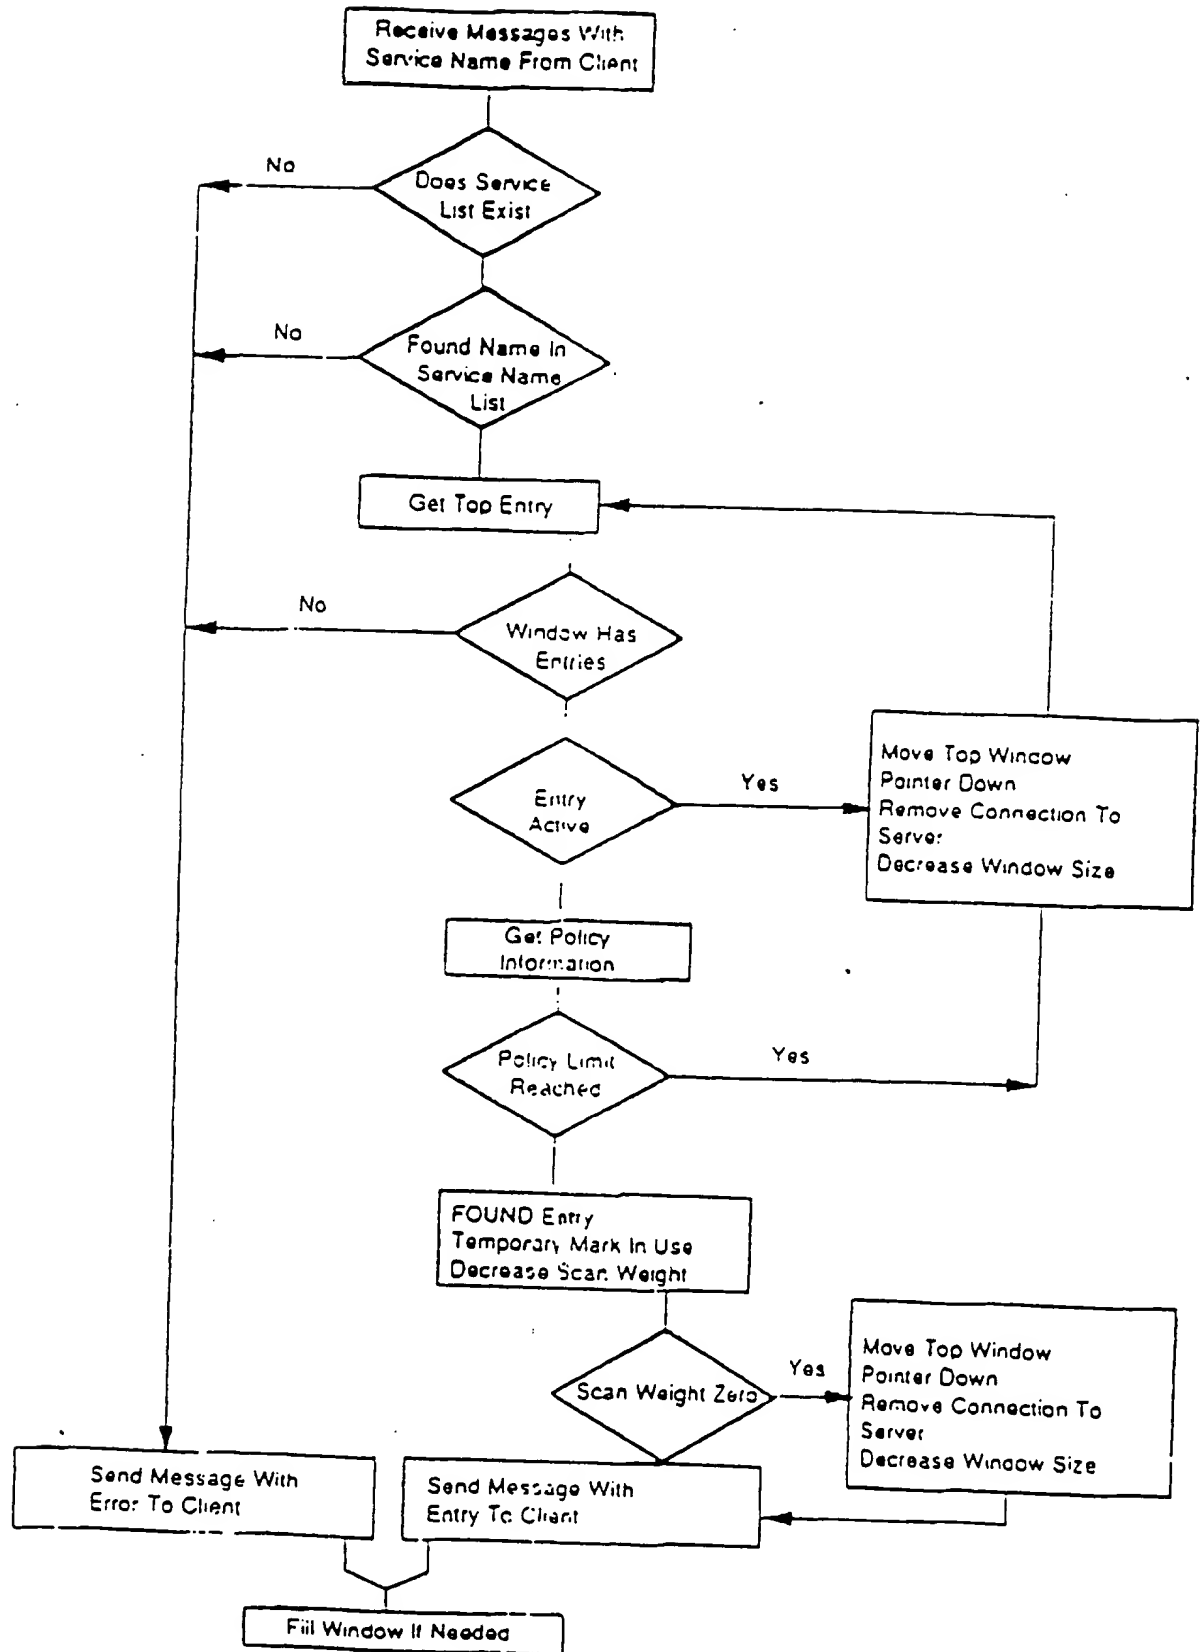 Receive Messages With
Service Name From Client
No
Does Service
List Exist
No
Found Name In
Service Name
List
Get Top Entry
No
Window Has
Entries
Entry
Active
Yes
Move Top Window
Pointer Down
Remove Connection To
Server
Decrease Window Size
Get Policy
Information
Policy Limit
Reached
Yes
FOUND Entry
Temporary Mark In Use
Decrease Scan Weight
Scan Weight Zero
Yes
Move Top Window
Pointer Down
Remove Connection To
Server
Decrease Window Size
Send Message With
Error To Client
Send Message With
Entry To Client
Fill Window If Needed